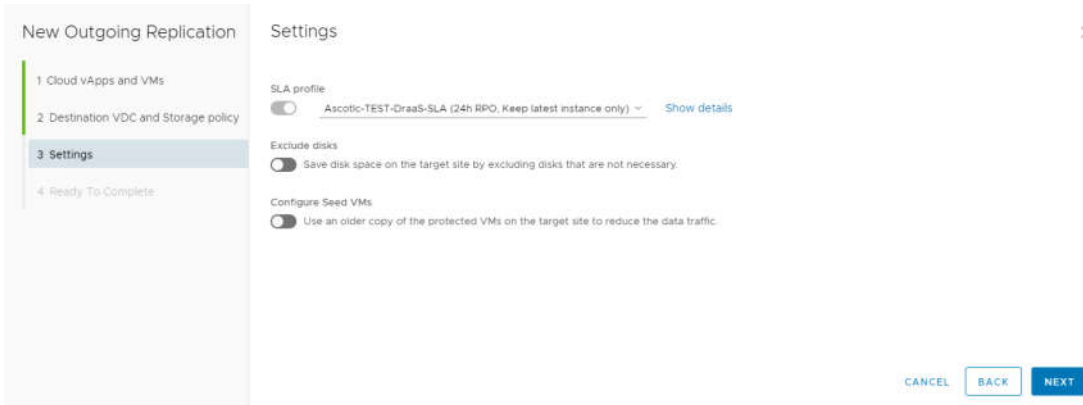 New Outgoing Replication
1 Cloud vApps and VMs
2 Destination VDC and Storage policy
3 Settings
4 Ready To Complete
Settings
SLA profile
Ascotlc-TEST-DraaS-SLA (24h RPO, Keep latest instance only)
Show details
Exclude disks
Save disk space on the target site by excluding disks that are not necessary.
Configure Seed VMs
Use an older copy of the protected VMs on the target site to reduce the data traffic.
CANCEL
BACK
NEXT